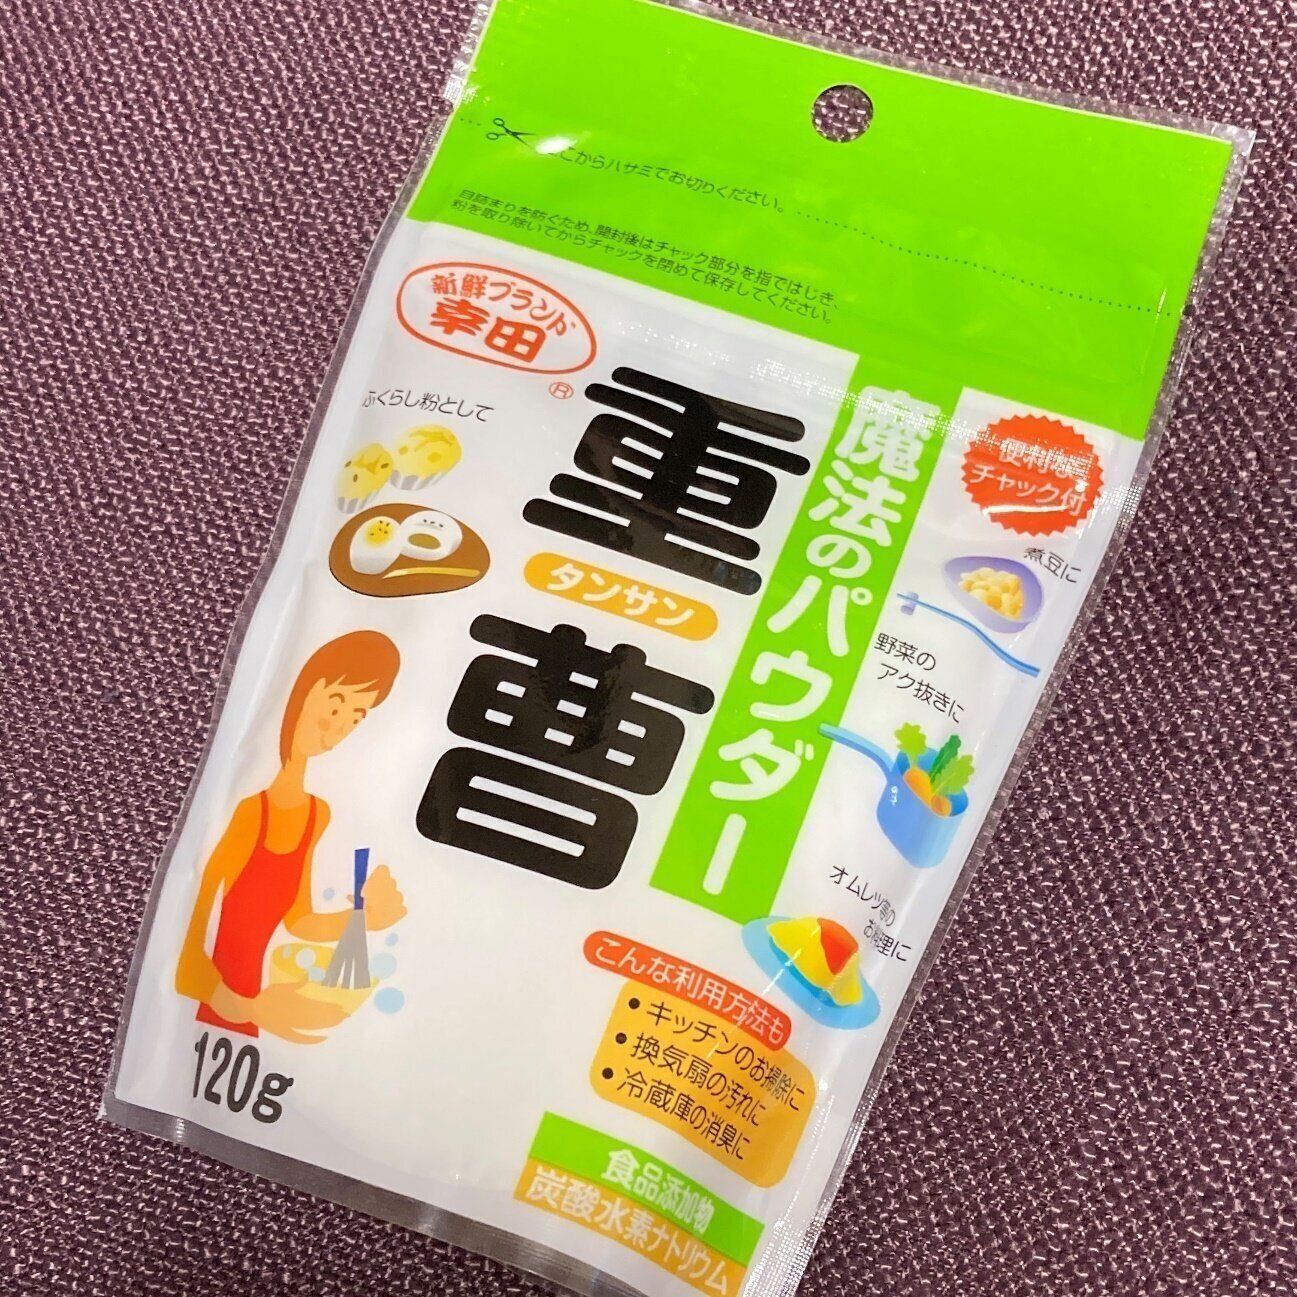 ここからハサミでお切りください。
目詰まりを防ぐため、開封後はチャック部分を指ではじき、
粉を取り除いてからチャックを閉めて保存してください。
新鮮ブランド
幸田
®
ふくらし粉として
重
タンサン
曹
魔法のパウダー
便利な
チャック付
煮豆に
野菜の
アク抜きに
オムレツ等の
お料理に
こんな利用方法も
・キッチンのお掃除に
・換気扇の汚れに
・冷蔵庫の消臭に
120g
食品添加物
炭酸水素ナトリウム